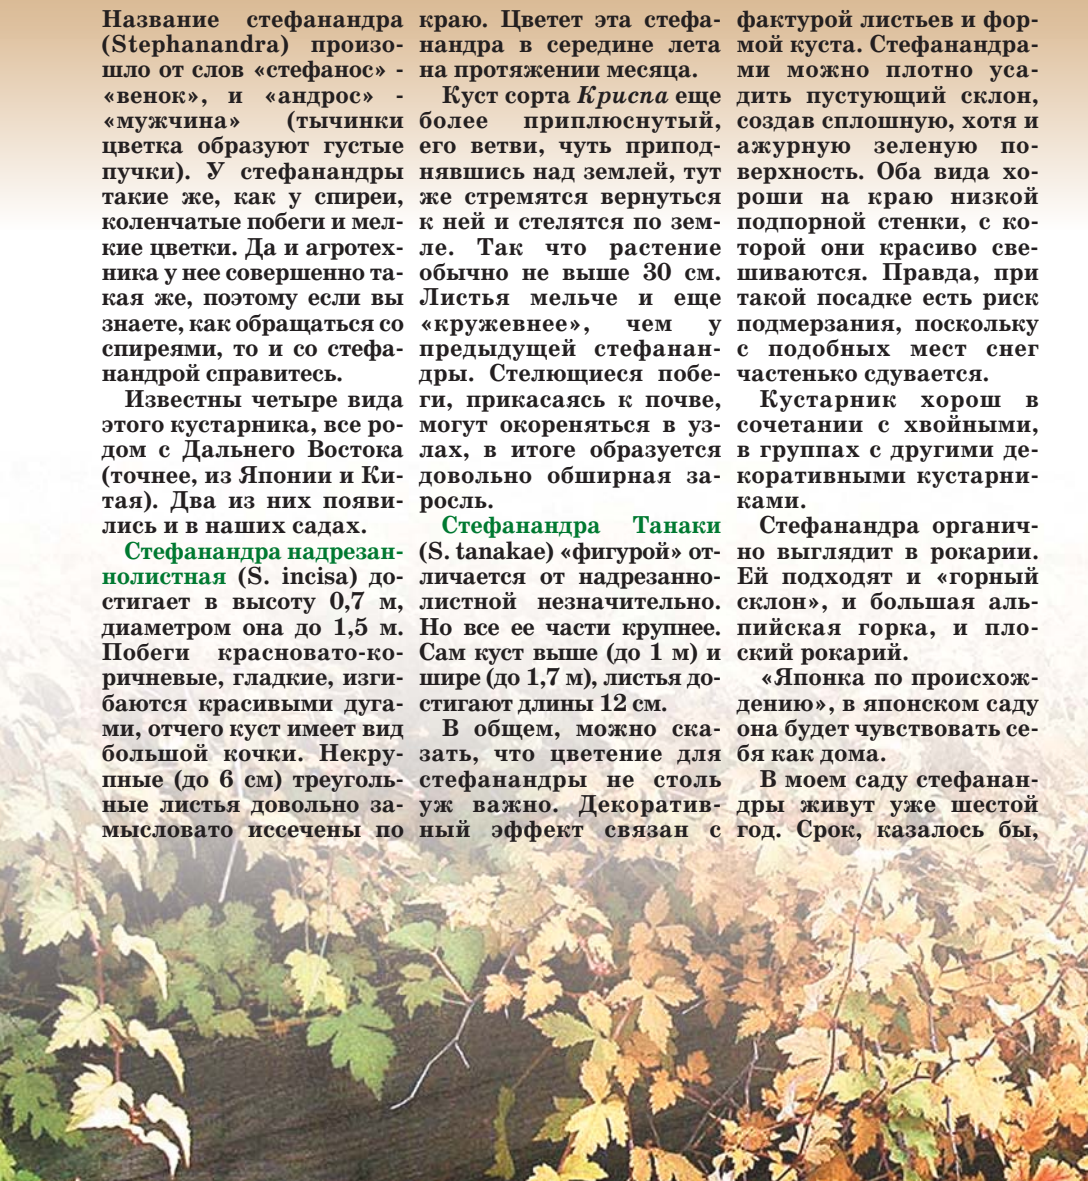 Название стефанандра
(Stephanandra) произо-
шло от слов «стефанос» -
«венок», и «андрос» -
«мужчина» (тычинки
цветка образуют густые
пучки). У стефанандры
такие же, как у спиреи,
коленчатые побеги и мел-
кие цветки. Да и агротех-
ника у нее совершенно та-
кая же, поэтому если вы
знаете, как обращаться со
спиреями, то и со стефа-
нандрой справитесь.
Известны четыре вида
этого кустарника, все ро-
дом с Дальнего Востока
(точнее, из Японии и Ки-
тая). Два из них появи-
лись и в наших садах.
Стефанандра надрезан-
нолистная (S. incisa) до-
стигает в высоту 0,7 м,
диаметром она до 1,5 м.
Побеги красновато-ко-
ричневые, гладкие, изги-
баются красивыми дуга-
ми, отчего куст имеет вид
большой кочки. Некру-
пные (до 6 см) треуголь-
ные листья довольно за-
мысловато иссечены по
краю. Цветет эта стефа-
нандра в середине лета
на протяжении месяца.
Куст сорта Криспа еще
более приплюснутый,
его ветви, чуть припод-
нявшись над землей, тут
же стремятся вернуться
к ней и стелятся по зем-
ле. Так что растение
обычно не выше 30 см.
Листья мельче и еще
«кружевнее», чем у
предыдущей стефанан-
дры. Стелющиеся побе-
ги, прикасаясь к почве,
могут окореняться в уз-
лах, в итоге образуется
довольно обширная за-
росль.
Стефанандра Танаки
(S. tanakae) «фигурой» от-
личается от надрезанно-
листной незначительно.
Но все ее части крупнее.
Сам куст выше (до 1 м) и
шире (до 1,7 м), листья до-
стигают длины 12 см.
В общем, можно ска-
зать, что цветение для
стефанандры не столь
уж важно. Декоратив-
ный эффект связан с
фактурой листьев и фор-
мой куста. Стефанандра-
ми можно плотно уса-
дить пустующий склон,
создав сплошную, хотя и
ажурную зеленую по-
верхность. Оба вида хо-
роши на краю низкой
подпорной стенки, с ко-
торой они красиво све-
шиваются. Правда, при
такой посадке есть риск
подмерзания, поскольку
с подобных мест снег
частенько сдувается.
Кустарник хорош в
сочетании с хвойными,
в группах с другими де-
коративными кустарни-
ками.
Стефанандра органич-
но выглядит в рокарии.
Ей подходят и «горный
склон», и большая аль-
пийская горка, и пло-
ский рокарий.
«Японка по происхож-
дению», в японском саду
она будет чувствовать се-
бя как дома.
В моем саду стефанан-
дры живут уже шестой
год. Срок, казалось бы,